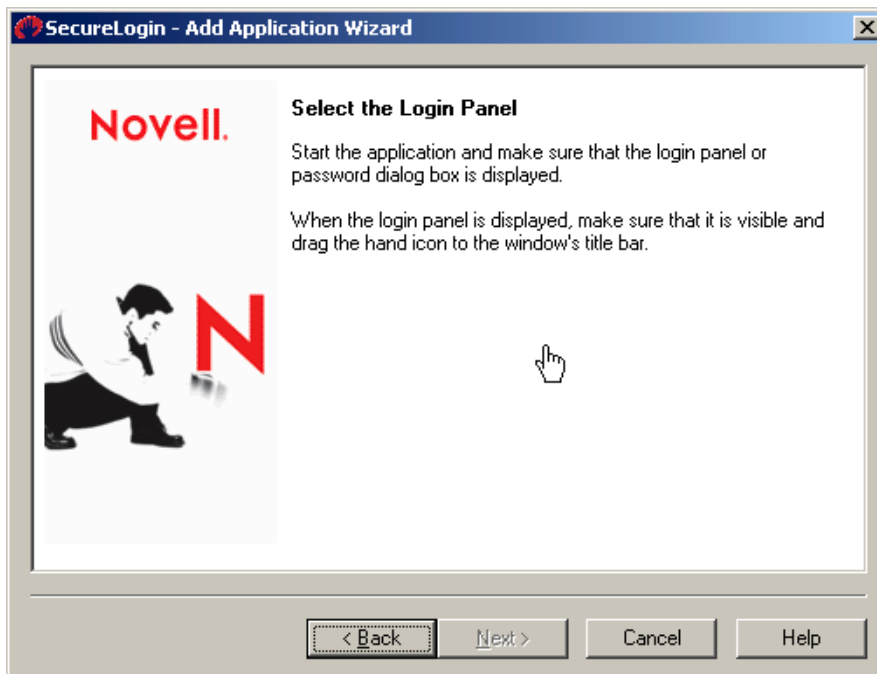 SecureLogin - Add Application Wizard
Novell.
Select the Login Panel
Start the application and make sure that the login panel or
password dialog box is displayed.
When the login panel is displayed, make sure that it is visible and
drag the hand icon to the window's title bar.
N
< Back
Next >
Cancel
Help